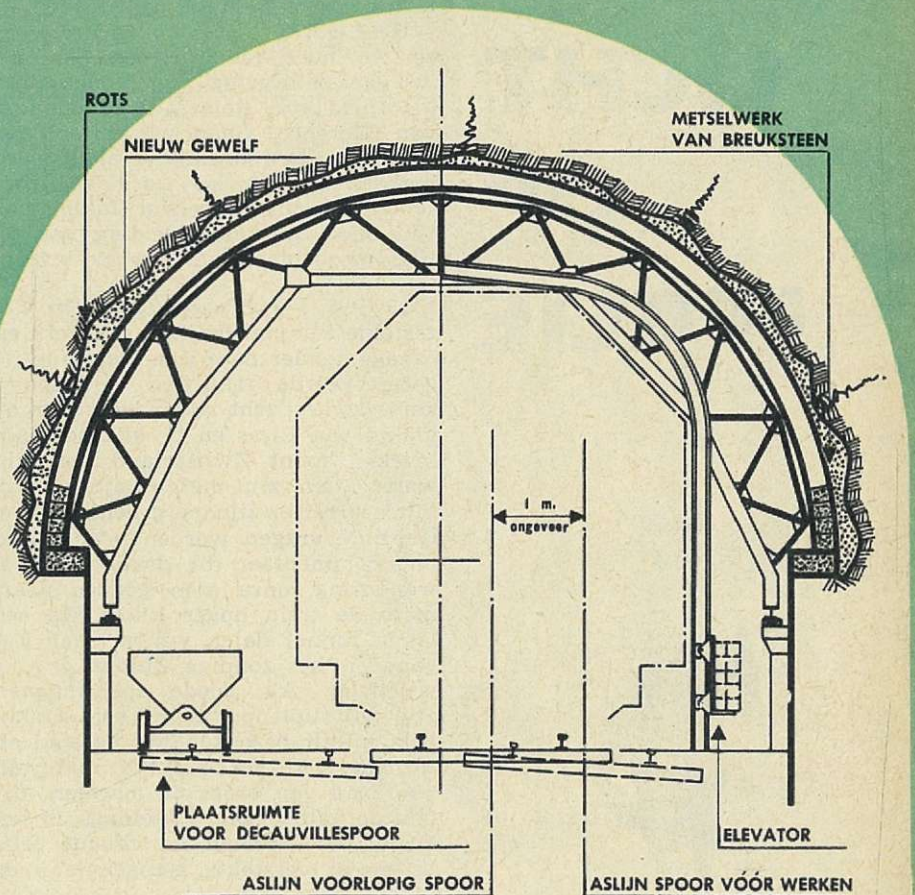 ROTS
NIEUW GEWELF
METSELWERK
VAN BREUKSTEEN
1 m.
ongeveer
PLAATSRUIMTE
VOOR DECAUVILLESPOOR
ELEVATOR
ASLIJN VOORLOPIG SPOOR
ASLIJN SPOOR VÓÓR WERKEN